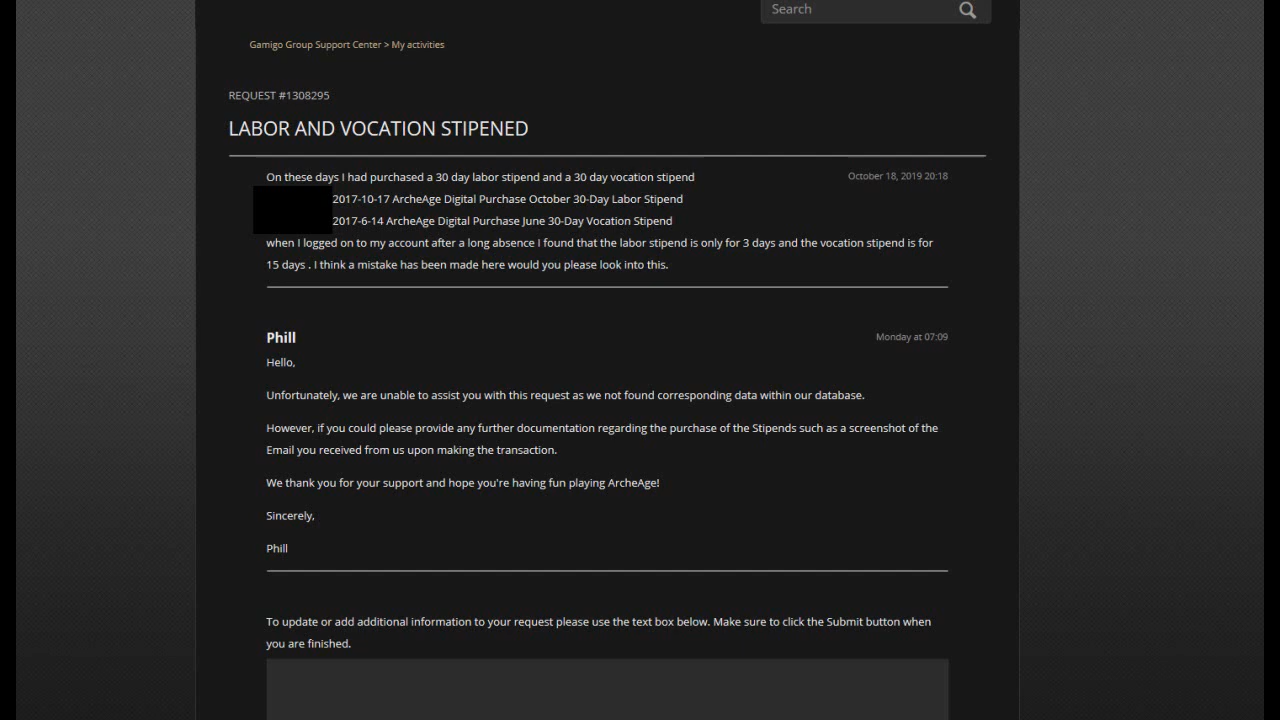 Search
Gamigo Group Support Center > My activities
REQUEST #1308295
LABOR AND VOCATION STIPENED
On these days I had purchased a 30 day labor stipend and a 30 day vocation stipend
October 18, 2019 20:18
2017-10-17 ArcheAge Digital Purchase October 30-Day Labor Stipend
2017-6-14 ArcheAge Digital Purchase June 30-Day Vocation Stipend
when I logged on to my account after a long absence I found that the labor stipend is only for 3 days and the vocation stipend is for
15 days . I think a mistake has been made here would you please look into this.
Phill
Monday at 07:09
Hello,
Unfortunately, we are unable to assist you with this request as we not found corresponding data within our database.
However, if you could please provide any further documentation regarding the purchase of the Stipends such as a screenshot of the
Email you received from us upon making the transaction.
We thank you for your support and hope you're having fun playing ArcheAge!
Sincerely,
Phill
To update or add additional information to your request please use the text box below. Make sure to click the Submit button when
you are finished.